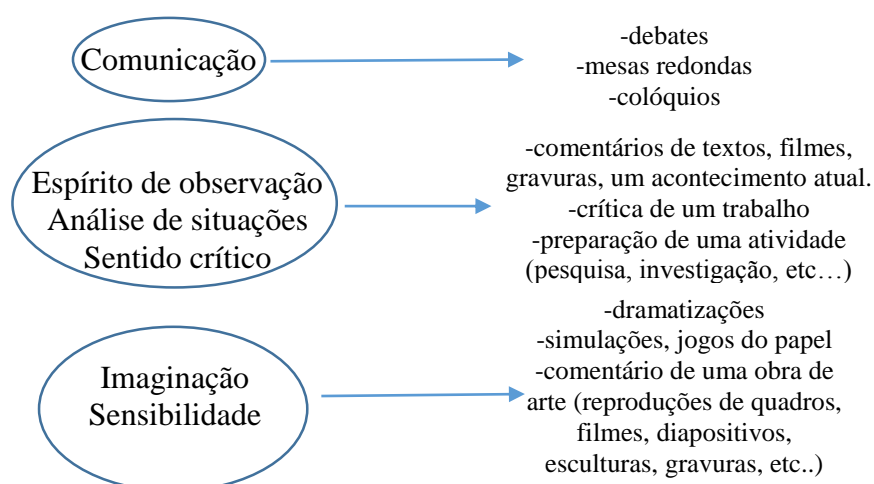 Comunicação
-debates
-mesas redondas
-colóquios
Espírito de observação
Análise de situações
Sentido crítico
-comentários de textos, filmes,
gravuras, um acontecimento atual.
-crítica de um trabalho
-preparação de uma atividade
(pesquisa, investigação, etc…)
Imaginação
Sensibilidade
-dramatizações
-simulações, jogos do papel
-comentário de uma obra de
arte (reproduções de quadros,
filmes, diapositivos,
esculturas, gravuras, etc..)